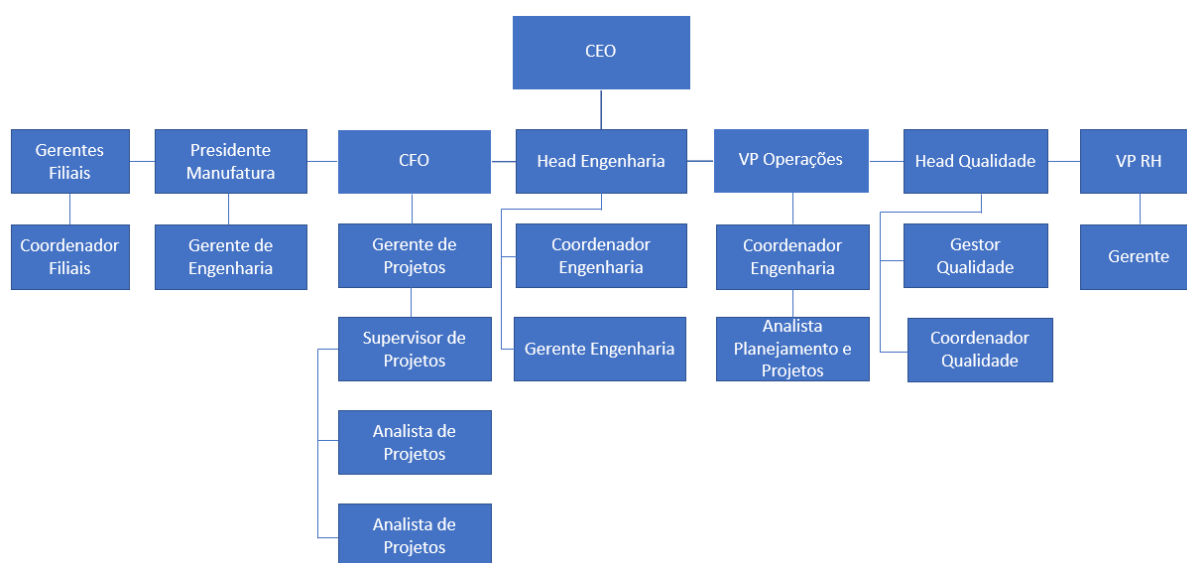 CEO
Gerentes
Filiais
Presidente
Manufatura
CFO
Head Engenharia
VP Operações
Head Qualidade
VP RH
Coordenador
Filiais
Gerente de
Engenharia
Gerente de
Projetos
Coordenador
Engenharia
Coordenador
Engenharia
Gestor
Qualidade
Gerente
Supervisor de
Projetos
Gerente Engenharia
Analista
Planejamento e
Projetos
Coordenador
Qualidade
Analista de
Projetos
Analista de
Projetos